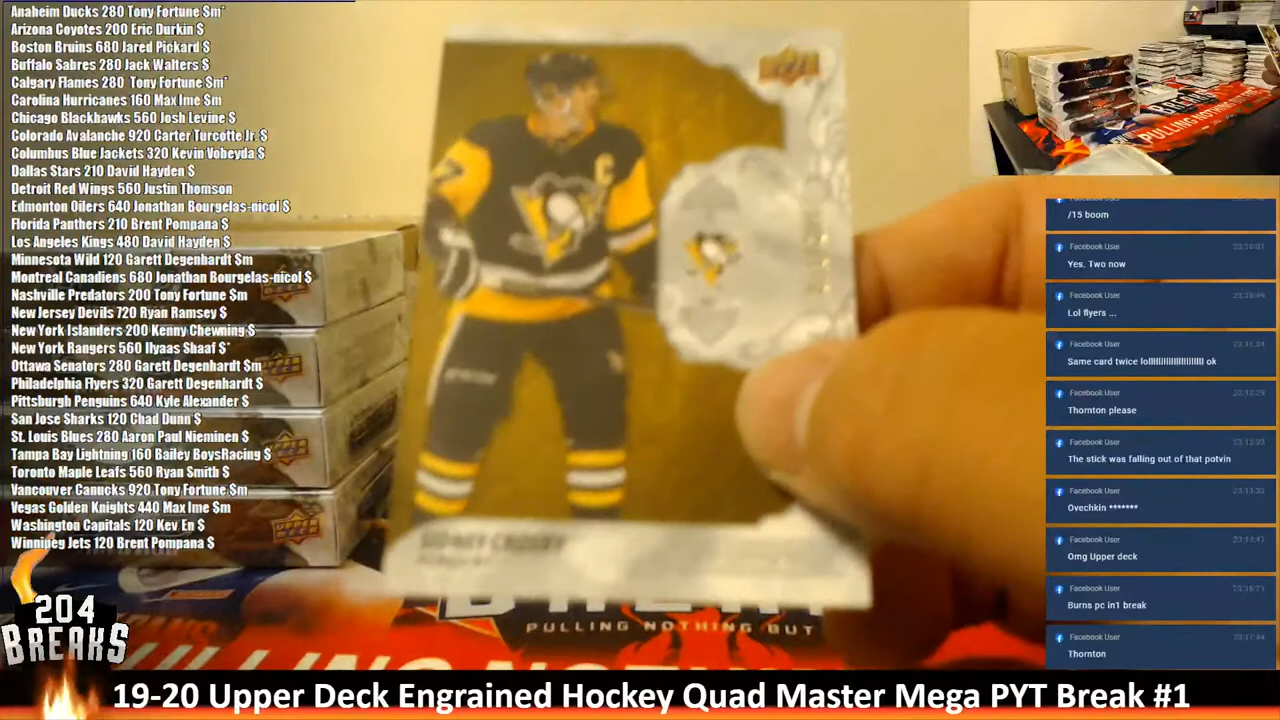 Anaheim Ducks 280 Tony Fortune $m*
Arizona Coyotes 200 Eric Durkin $
Boston Bruins 680 Jared Pickard $
Buffalo Sabres 280 Jack Walters $
Calgary Flames 280 Tony Fortune $m*
Carolina Hurricanes 160 Max Ime $m
Chicago Blackhawks 560 Josh Levine $
Colorado Avalanche 920 Carter Turcotte Jr. $
Columbus Blue Jackets 320 Kevin Voheyda $
Dallas Stars 210 David Hayden $
Detroit Red Wings 560 Justin Thomson
Edmonton Oilers 640 Jonathan Bourgelas-nicol $
Florida Panthers 210 Brent Pompana $
Los Angeles Kings 480 David Hayden $
Minnesota Wild 120 Garett Degenhardt $m
Montreal Canadiens 680 Jonathan Bourgelas-nicol $
Nashville Predators 200 Tony Fortune $m
New Jersey Devils 720 Ryan Ramsey $
New York Islanders 200 Kenny Chewning $
New York Rangers 560 Ilyaas Shaaf $*
Ottawa Senators 280 Garett Degenhardt $m
Philadelphia Flyers 320 Garett Degenhardt $
Pittsburgh Penguins 640 Kyle Alexander $
San Jose Sharks 120 Chad Dunn $
St. Louis Blues 280 Aaron Paul Nieminen $
Tampa Bay Lightning 160 Bailey BoysRacing $
Toronto Maple Leafs 560 Ryan Smith $
Vancouver Canucks 920 Tony Fortune $m
Vegas Golden Knights 440 Max Ime $m
Washington Capitals 120 Kev En $
Winnipeg Jets 120 Brent Pompana $
204
BREAKS
C
SIDNEY CROSBY
UPPER DECK
PULLING NOTHING BUT
PULLING
Facebook User
/15 boom
Facebook User
Yes, Two now
Facebook User
Lol flyers ...
Facebook User
Same card twice lolllllllllllllllllllll ok
Facebook User
Thornton please
Facebook User
The stick was falling out of that potvin
Facebook User
Ovechkin *******
Facebook User
Omg Upper deck
Facebook User
Burns pc in1 break
Facebook User
Thornton
19-20 Upper Deck Engrained Hockey Quad Master Mega PYT Break #1